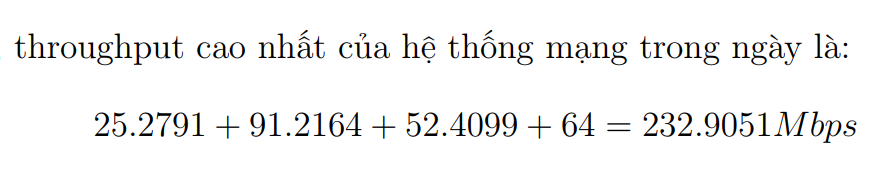 throughput cao nhất của hệ thống mạng trong ngày là:
25.2791 + 91.2164 + 52.4099 + 64 = 232.9051Mbps